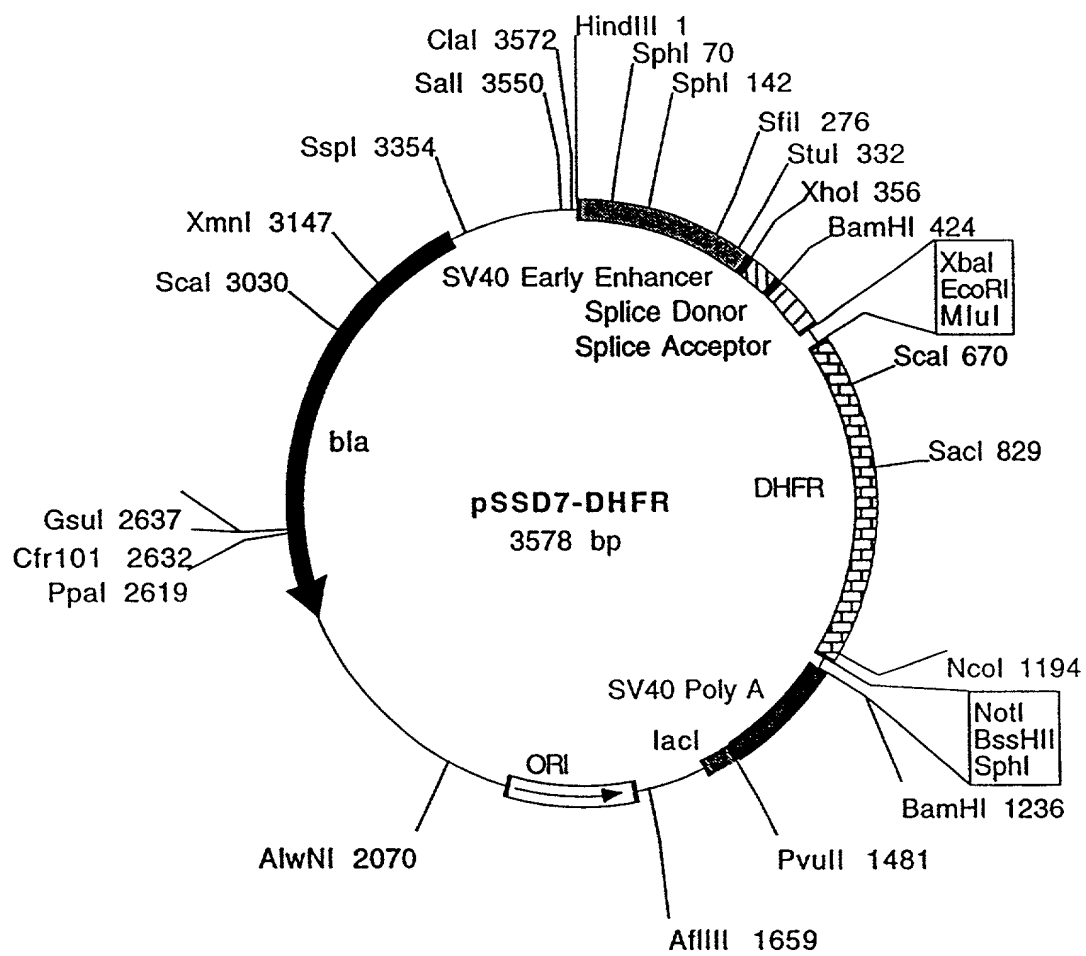 HindIII 1
ClaI 3572
SphI 70
SalI 3550
SphI 142
SfiI 276
SspI 3354
StuI 332
XhoI 356
XmnI 3147
BamHI 424
XbaI
EcoRI
MluI
ScaI 3030
SV40 Early Enhancer
Splice Donor
Splice Acceptor
ScaI 670
bla
SacI 829
DHFR
pSSD7-DHFR
3578 bp
GsuI 2637
Cfr101 2632
PpaI 2619
NcoI 1194
SV40 Poly A
NotI
BssHII
SphI
lacI
ORI
BamHI 1236
AlwNI 2070
PvuII 1481
AflIII 1659